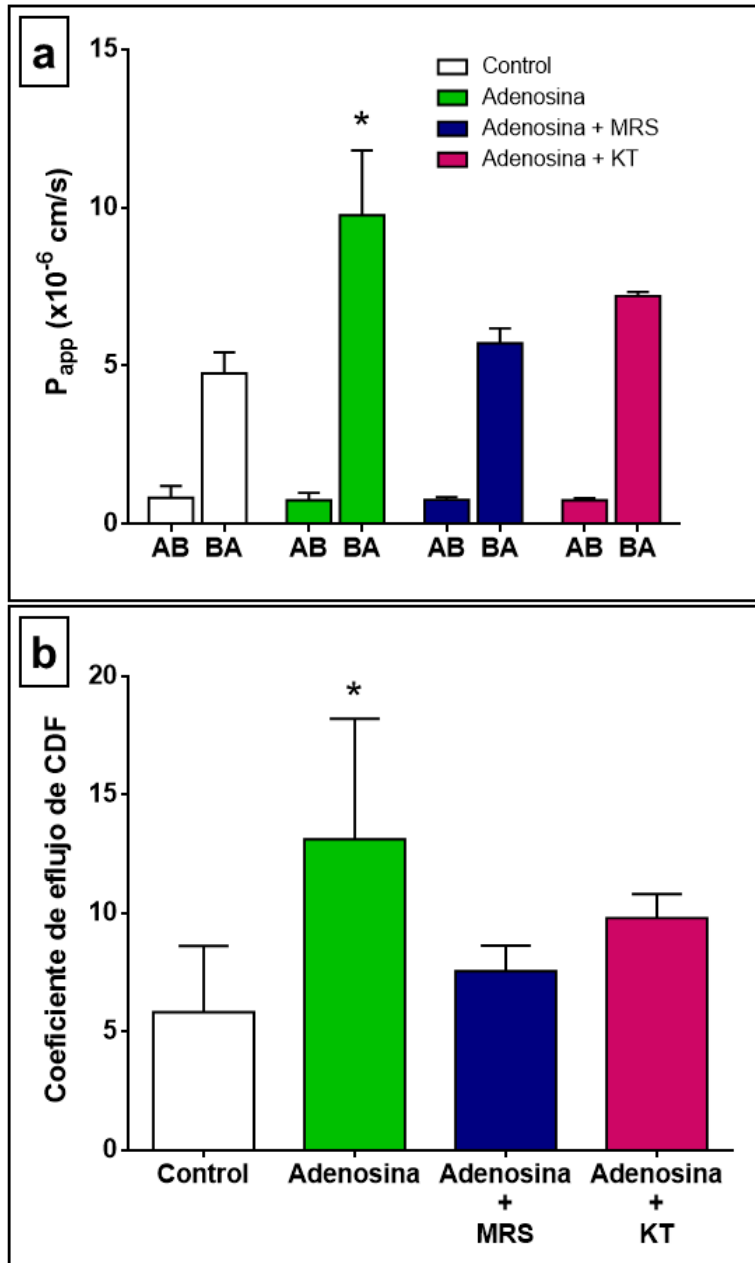 a
15
10
5
0
P_app (x10⁻⁶ cm/s)
Control
Adenosina
Adenosina + MRS
Adenosina + KT
*
AB BA AB BA AB BA AB BA
b
20
15
10
5
0
Coeficiente de eflujo de CDF
*
Control Adenosina Adenosina Adenosina
+ +
MRS KT